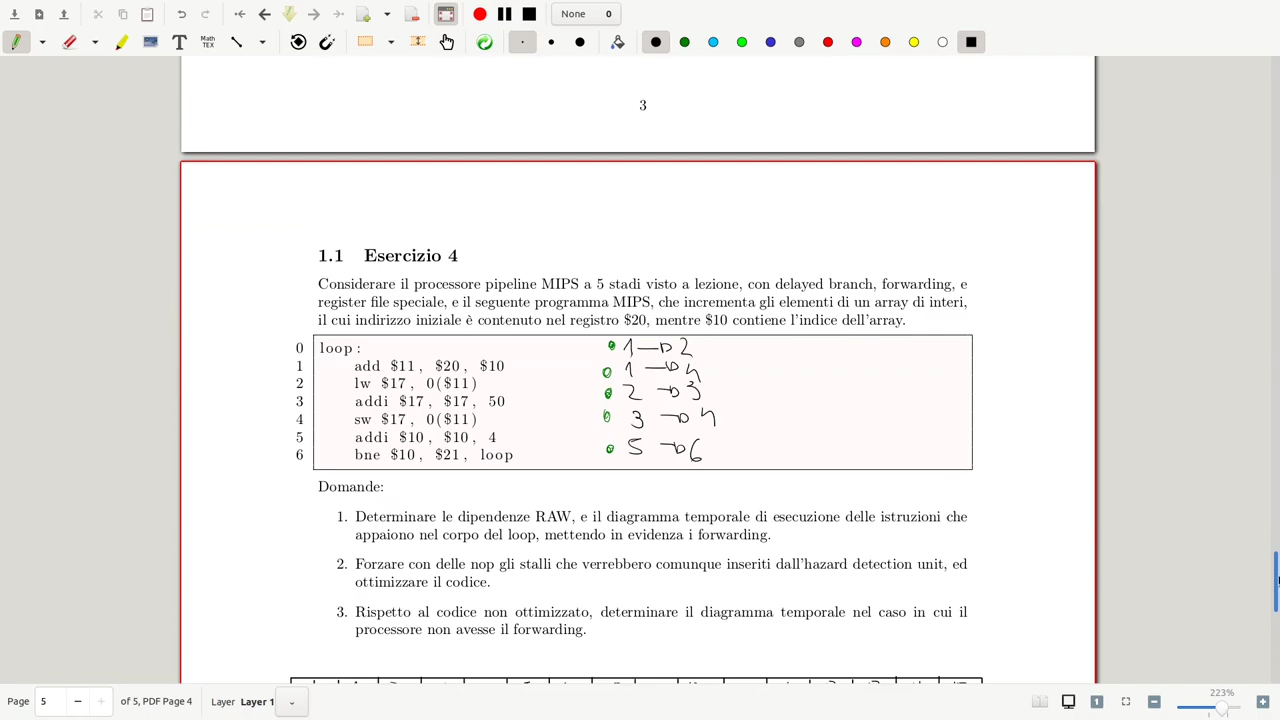 None 0
Math TEX
3
1.1 Esercizio 4
Considerare il processore pipeline MIPS a 5 stadi visto a lezione, con delayed branch, forwarding, e
register file speciale, e il seguente programma MIPS, che incrementa gli elementi di un array di interi,
il cui indirizzo iniziale è contenuto nel registro $20, mentre $10 contiene l'indice dell'array.
0 loop: 1→2
1 add $11, $20, $10 1→4
2 lw $17, 0($11) 2→3
3 addi $17, $17, 50
4 sw $17, 0($11) 3→4
5 addi $10, $10, 4 5→6
6 bne $10, $21, loop
Domande:
1. Determinare le dipendenze RAW, e il diagramma temporale di esecuzione delle istruzioni che
appaiono nel corpo del loop, mettendo in evidenza i forwarding.
2. Forzare con delle nop gli stalli che verrebbero comunque inseriti dall'hazard detection unit, ed
ottimizzare il codice.
3. Rispetto al codice non ottimizzato, determinare il diagramma temporale nel caso in cui il
processore non avesse il forwarding.
Page 5 of 5, PDF Page 4 Layer Layer 1 223%